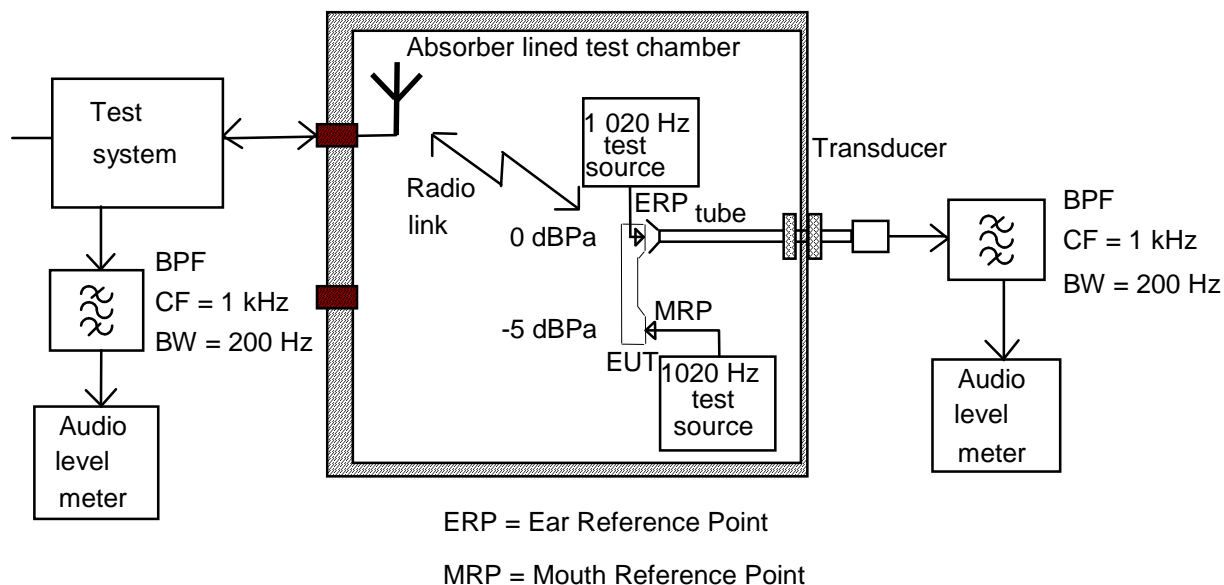 Absorber lined test chamber
Test
system
1 020 Hz
test
source
Transducer
Radio
link
ERP
tube
0 dBPa
BPF
CF = 1 kHz
BW = 200 Hz
BPF
CF = 1 kHz
BW = 200 Hz
-5 dBPa
MRP
EUT
1020 Hz
test
source
Audio
level
meter
Audio
level
meter
ERP = Ear Reference Point
MRP = Mouth Reference Point